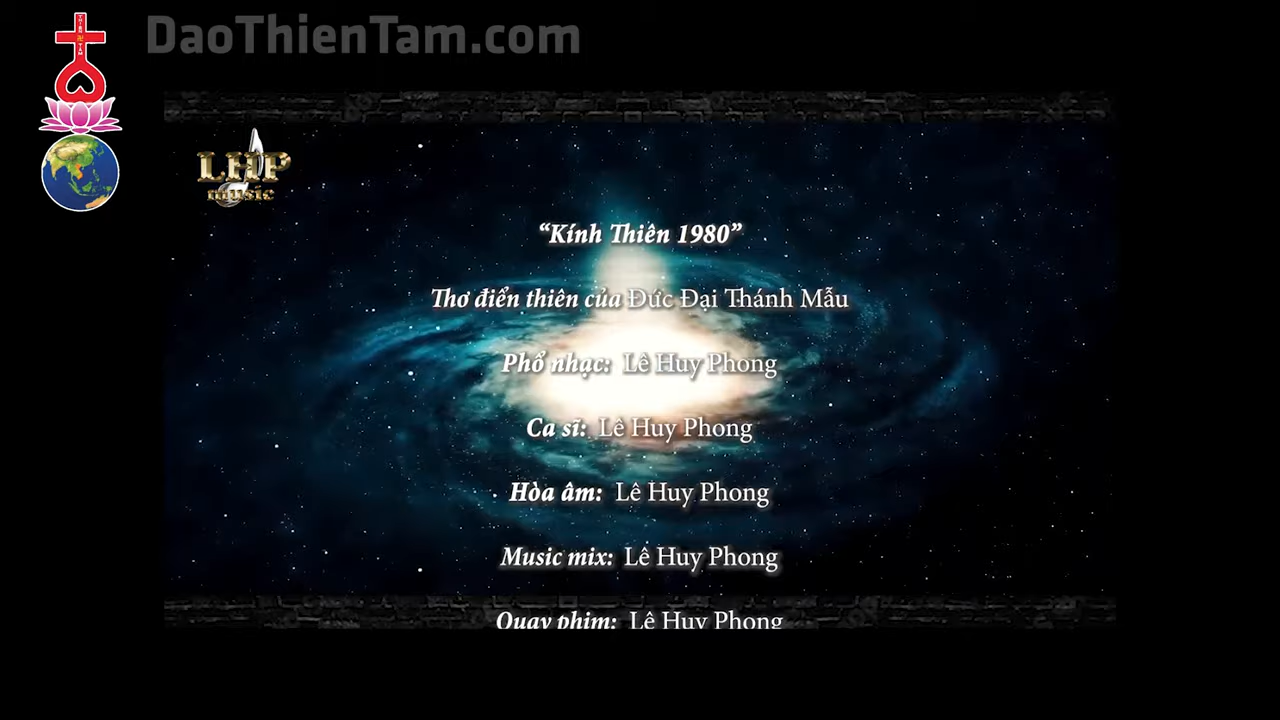 DaoThienTam.com
THIÊN
TÂM
LHP
music
“Kính Thiên 1980”
Thơ điển thiên của Đức Đại Thánh Mẫu
Phổ nhạc: Lê Huy Phong
Ca sĩ: Lê Huy Phong
Hòa âm: Lê Huy Phong
Music mix: Lê Huy Phong
Quay phim: Lê Huy Phong